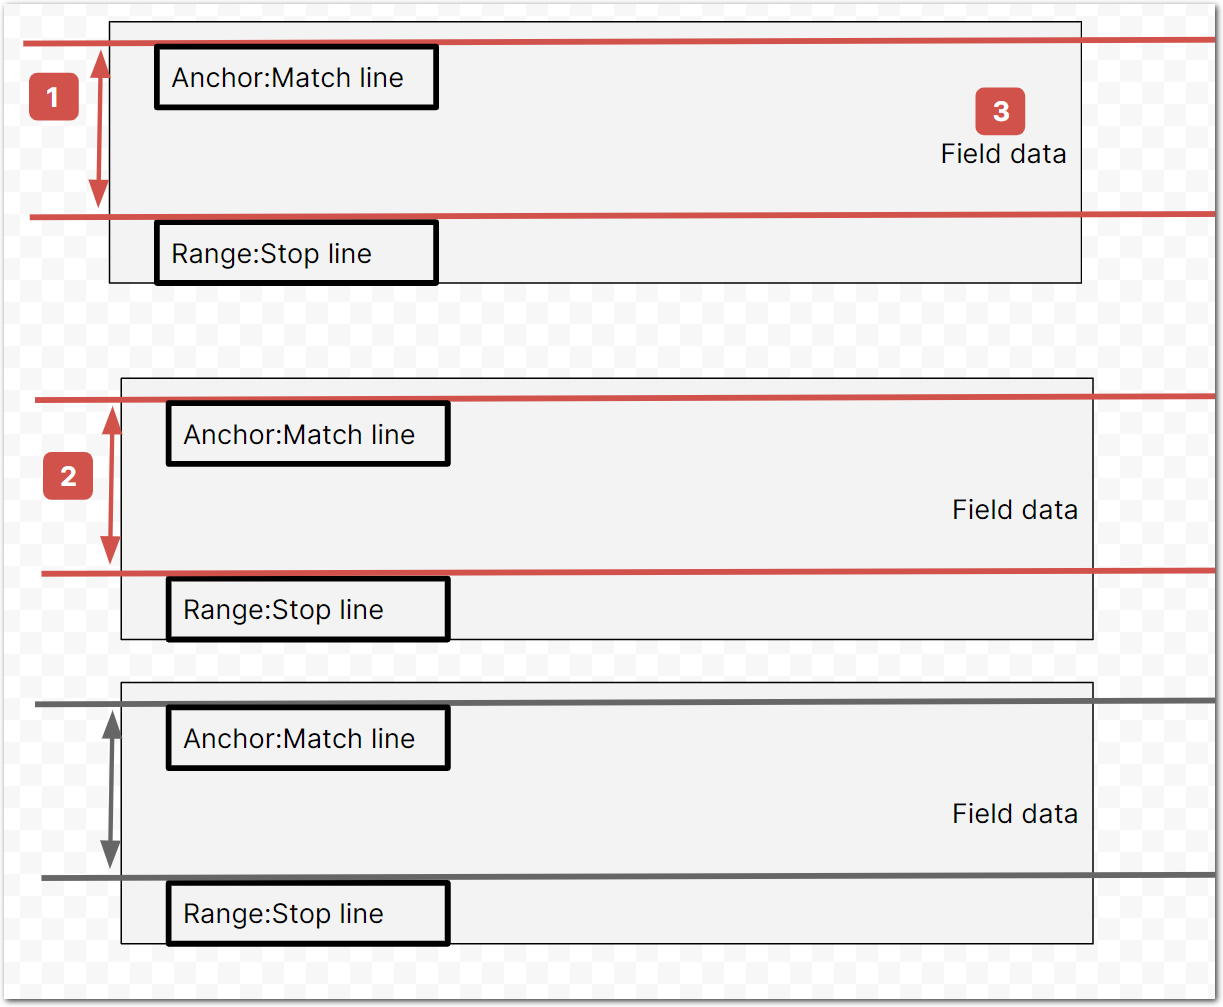 Anchor:Match line
1
3
Field data
Range:Stop line
Anchor:Match line
2
Field data
Range:Stop line
Anchor:Match line
Field data
Range:Stop line